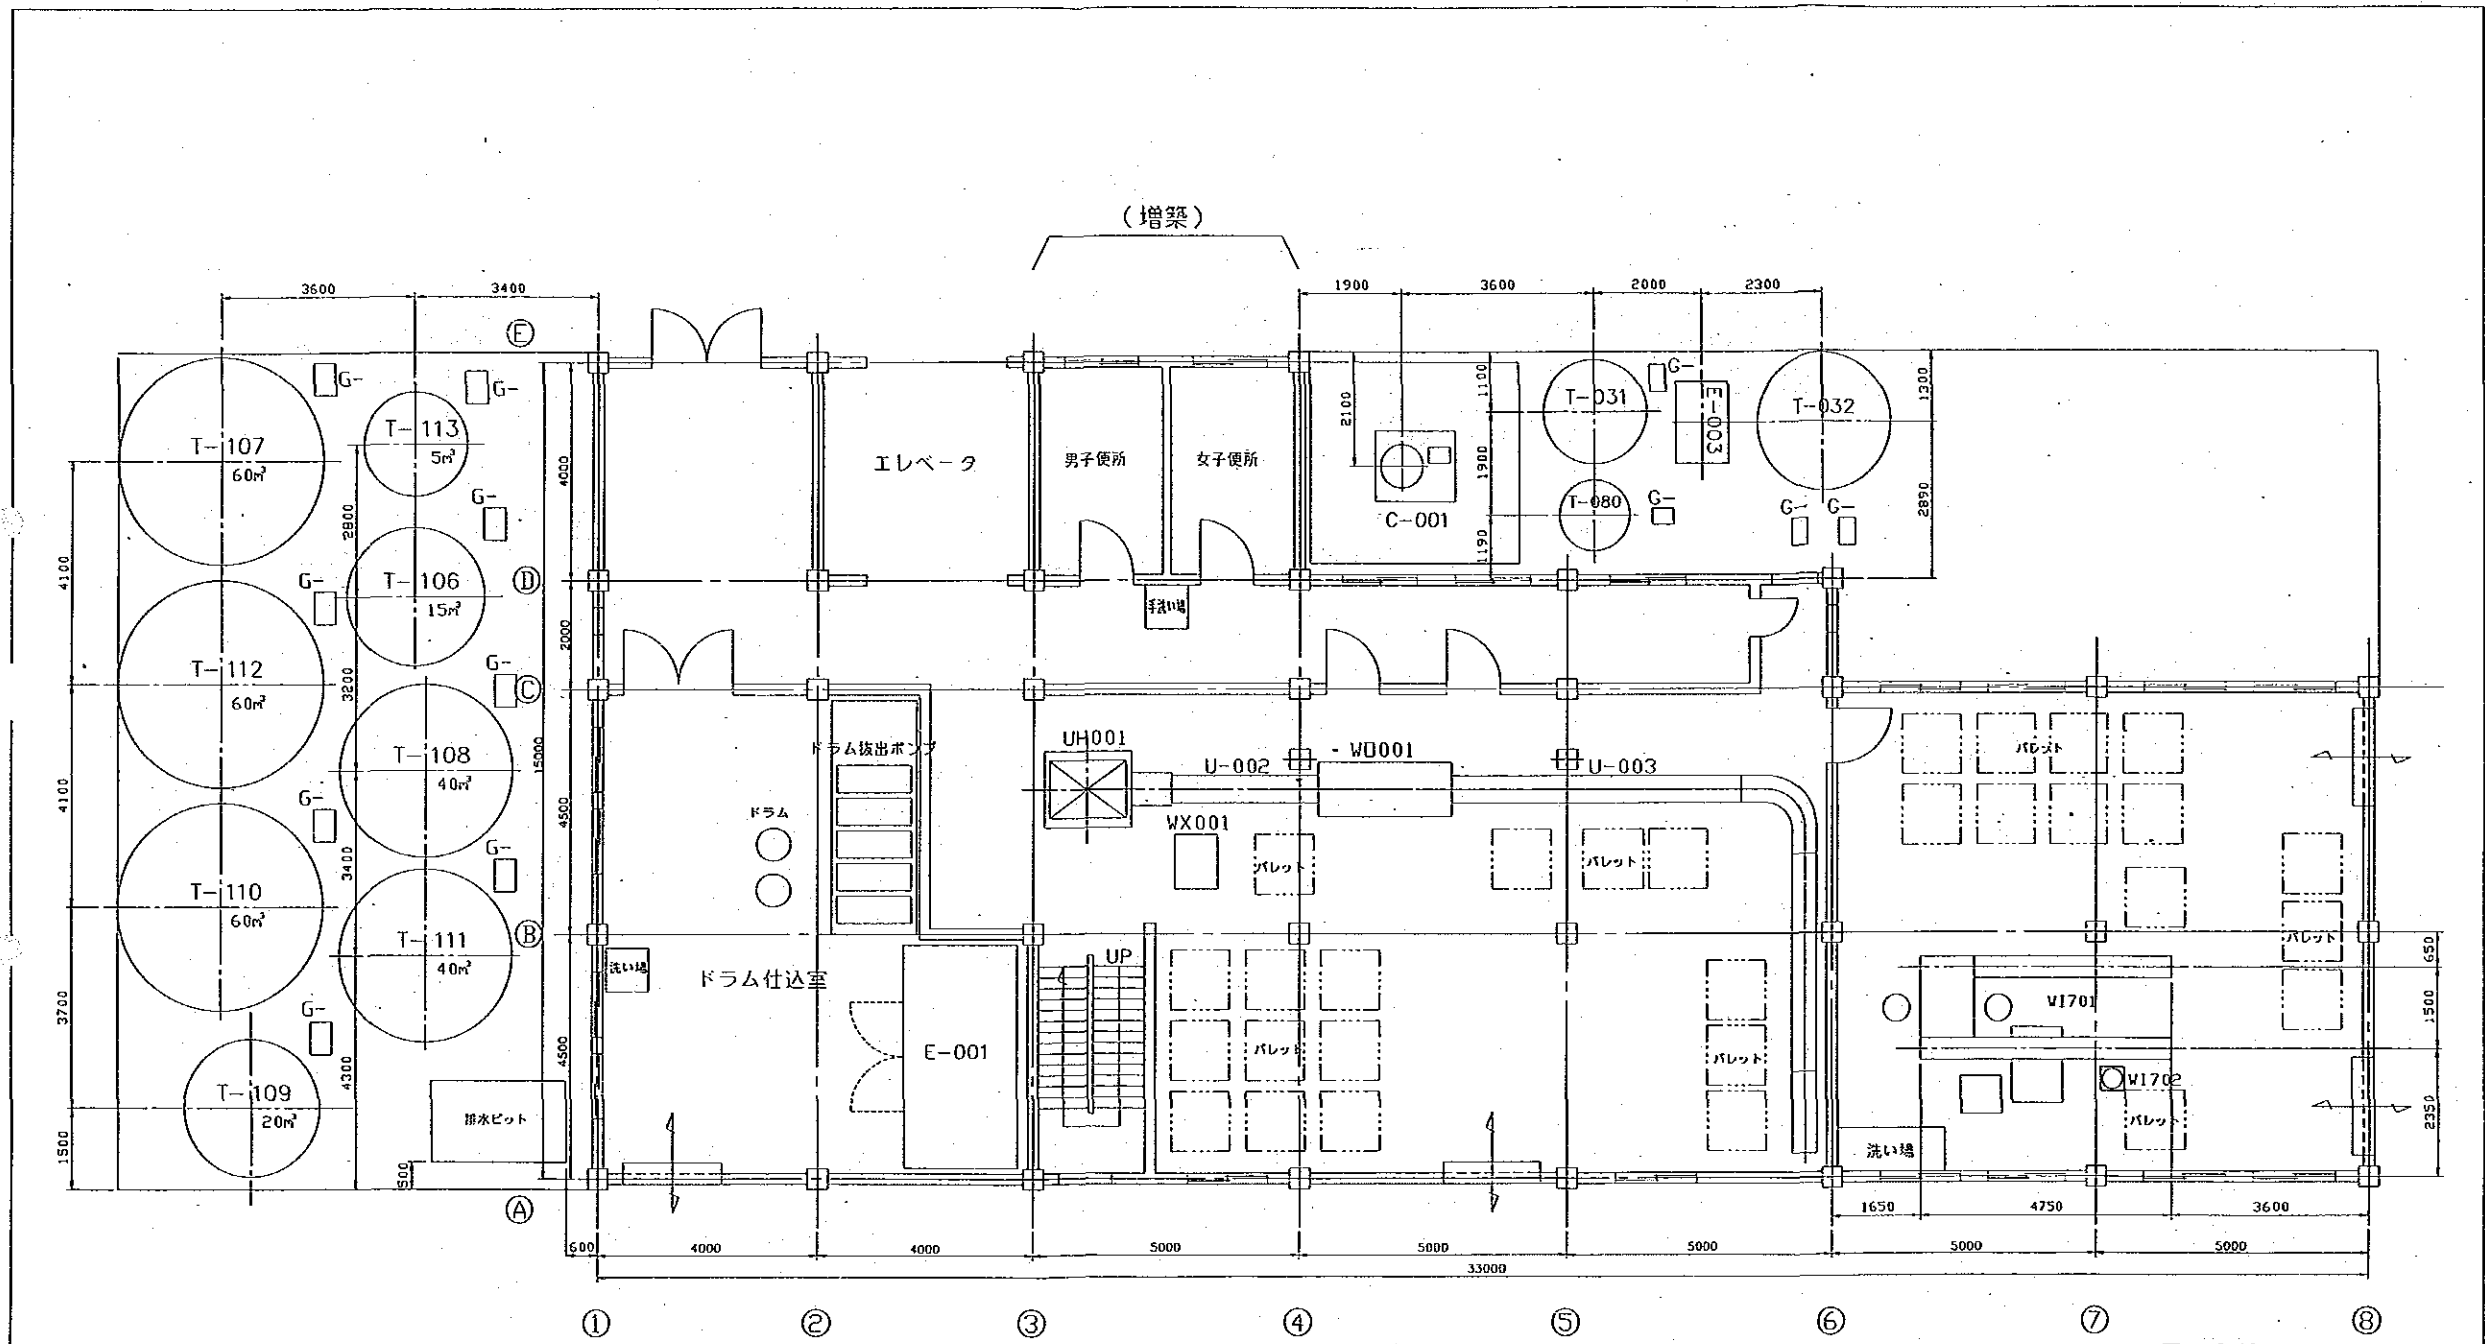 (増築)
3600
3400
1900
3600
2000
2300
Ⓔ
G-
G-
G-
T-107
60㎥
T-113
5㎥
4000
エレベータ
男子便所
女子便所
2100
1100
1900
1190
C-001
T-031
E-003
T-032
T-080
G-
G-
G-
1300
2890
G-
2800
4100
G-
T-106
15㎥
Ⓓ
手洗い場
2000
T-112
60㎥
3200
G-
Ⓒ
15000
T-108
40㎥
4100
G-
4500
ドラム抜出ポンプ
ドラム
UH001
U-002
WD001
U-003
WX001
パレット
パレット
パレット
T-110
60㎥
3400
G-
Ⓑ
T-111
40㎥
洗い場
ドラム仕込室
UP
パレット
650
3700
G-
4500
E-001
パレット
パレット
WI701
1500
4300
T-109
20㎥
WI702
パレット
2350
排水ピット
1500
500
洗い場
Ⓐ
1650
4750
3600
600
4000
4000
5000
5000
5000
5000
5000
33000
①
②
③
④
⑤
⑥
⑦
⑧